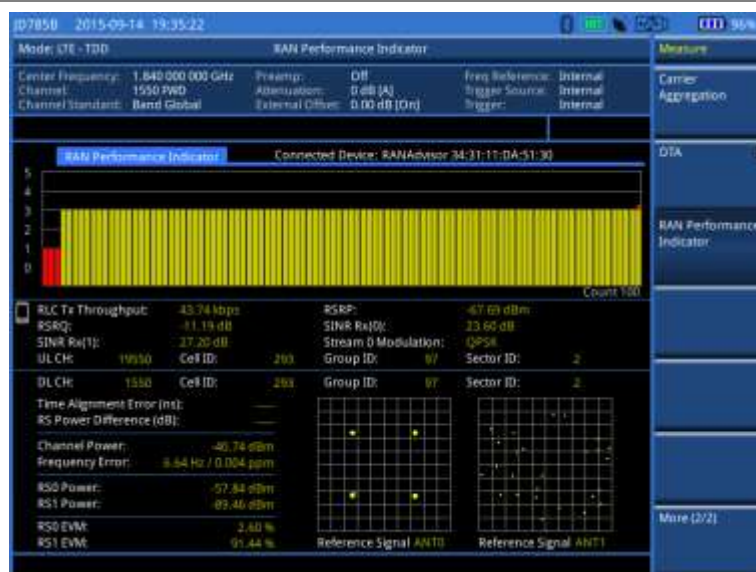 JD785B 2015-09-14 19:35:22
96%
Mode: LTE - TDD RAN Performance Indicator
Center Frequency: 1.840 000 000 GHz Preamp: Off Freq Reference: Internal
Channel: 1550 FWD Attenuation: 0 dB [A] Trigger Source: Internal
Channel Standard: Band Global External Offset: 0.00 dB [On] Trigger: Internal
RAN Performance Indicator Connected Device: RANAdvisor 34:31:11:DA:51:30
5
4
3
2
1
0
Count 100
RLC Tx Throughput: 43.74 kbps RSRP: -67.69 dBm
RSRQ: -11.19 dB SINR Rx(0): 23.60 dB
SINR Rx(1): 27.20 dB Stream 0 Modulation: QPSK
UL CH: 19550 Cell ID: 293 Group ID: 97 Sector ID: 2
DL CH: 1550 Cell ID: 293 Group ID: 97 Sector ID: 2
Time Alignment Error (ns):
RS Power Difference (dB):
Channel Power: -46.74 dBm
Frequency Error: 6.64 Hz / 0.004 ppm
RS0 Power: -57.84 dBm
RS1 Power: -89.46 dBm
RS0 EVM: 2.60 %
RS1 EVM: 91.44 %
Reference Signal ANT0 Reference Signal ANT1
Measure
Carrier
Aggregation
OTA
RAN Performance
Indicator
More (2/2)